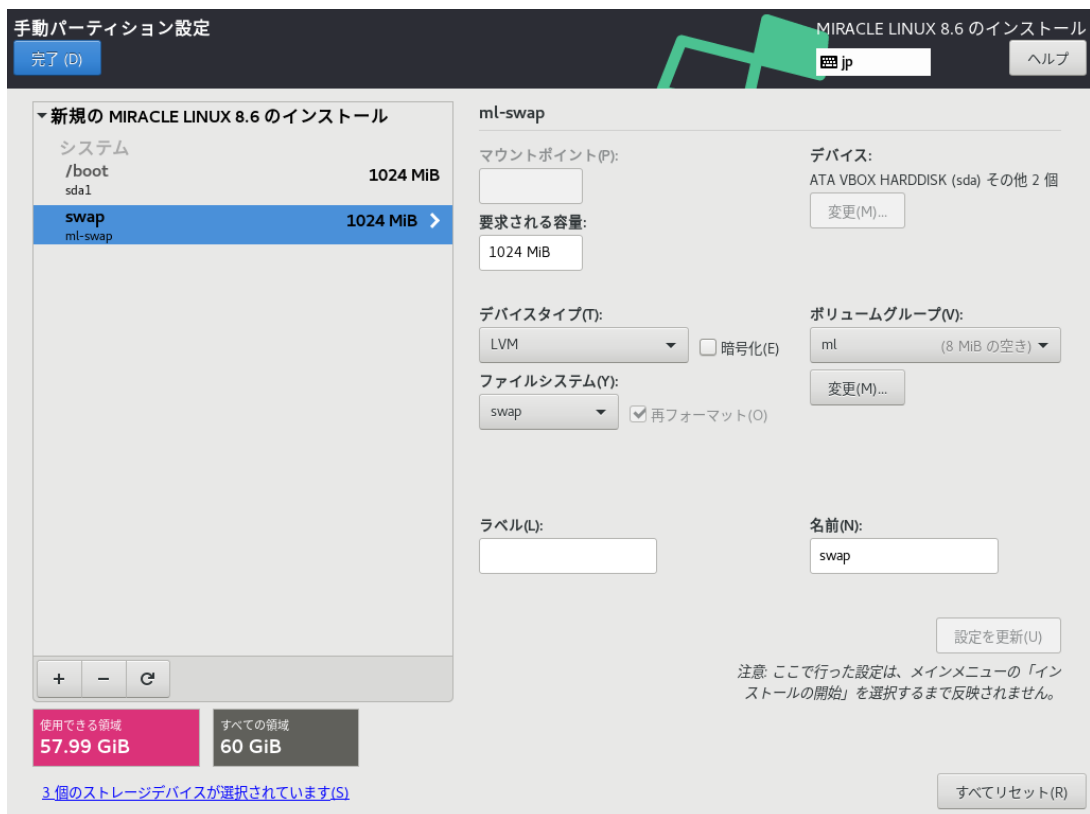 手動パーティション設定
MIRACLE LINUX 8.6 のインストール
完了 (D)
jp
ヘルプ
新規の MIRACLE LINUX 8.6 のインストール
システム
/boot
1024 MiB
sda1
swap
1024 MiB
ml-swap
+ −
使用できる領域
57.99 GiB
すべての領域
60 GiB
3 個のストレージデバイスが選択されています(S)
ml-swap
マウントポイント(P):
デバイス:
ATA VBOX HARDDISK (sda) その他 2 個
変更(M)...
要求される容量:
1024 MiB
デバイスタイプ(T):
LVM
暗号化(E)
ボリュームグループ(V):
ml
(8 MiB の空き)
変更(M)...
ファイルシステム(Y):
swap
再フォーマット(O)
ラベル(L):
名前(N):
swap
設定を更新(U)
注意: ここで行った設定は、メインメニューの「イン
ストールの開始」を選択するまで反映されません。
すべてリセット(R)